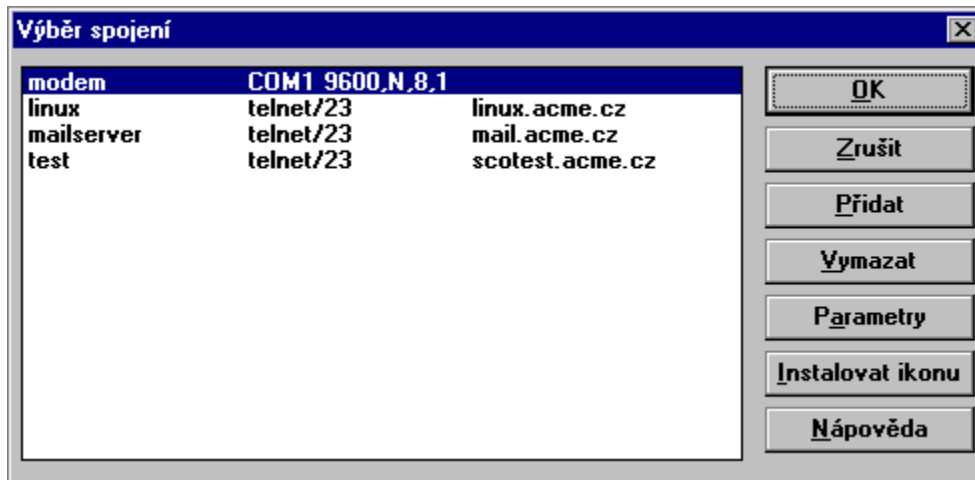 Výběr spojení
modem COM1 9600,N,8,1
linux telnet/23 linux.acme.cz
mailserver telnet/23 mail.acme.cz
test telnet/23 scotest.acme.cz
OK
Zrušit
Přidat
Vymazat
Parametry
Instalovat ikonu
Nápověda